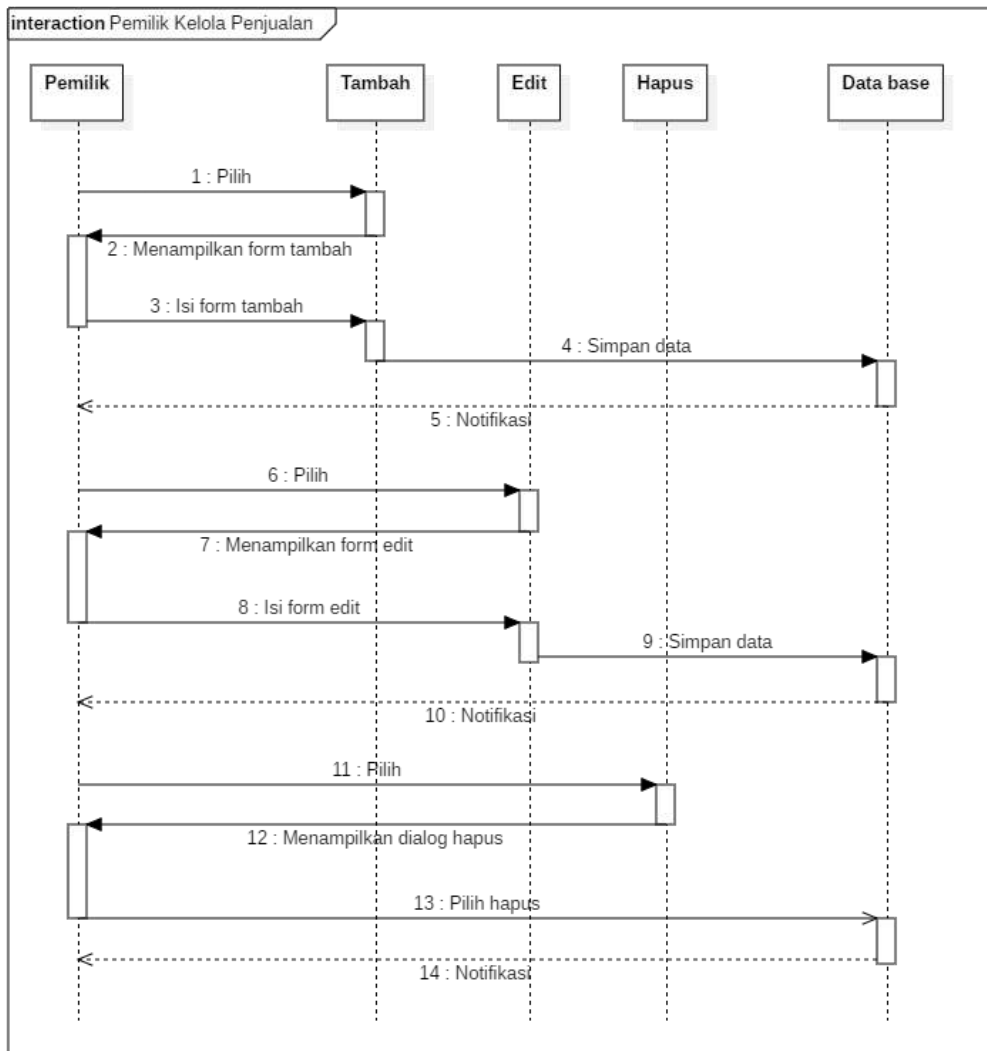 interaction Pemilik Kelola Penjualan
Pemilik
Tambah
Edit
Hapus
Data base
1 : Pilih
2 : Menampilkan form tambah
3 : Isi form tambah
4 : Simpan data
5 : Notifikasi
6 : Pilih
7 : Menampilkan form edit
8 : Isi form edit
9 : Simpan data
10 : Notifikasi
11 : Pilih
12 : Menampilkan dialog hapus
13 : Pilih hapus
14 : Notifikasi